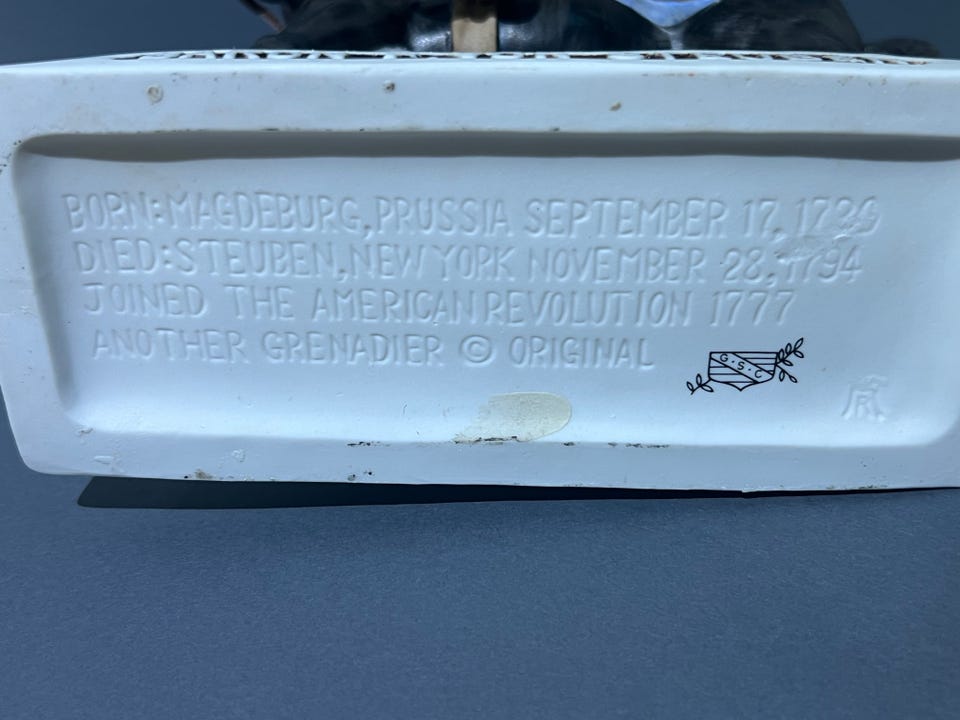 BORN: MAGDEBURG, PRUSSIA SEPTEMBER 17, 1730
DIED: STEUBEN, NEW YORK NOVEMBER 28, 1794
JOINED THE AMERICAN REVOLUTION 1777
ANOTHER GRENADIER © ORIGINAL
G·S·C